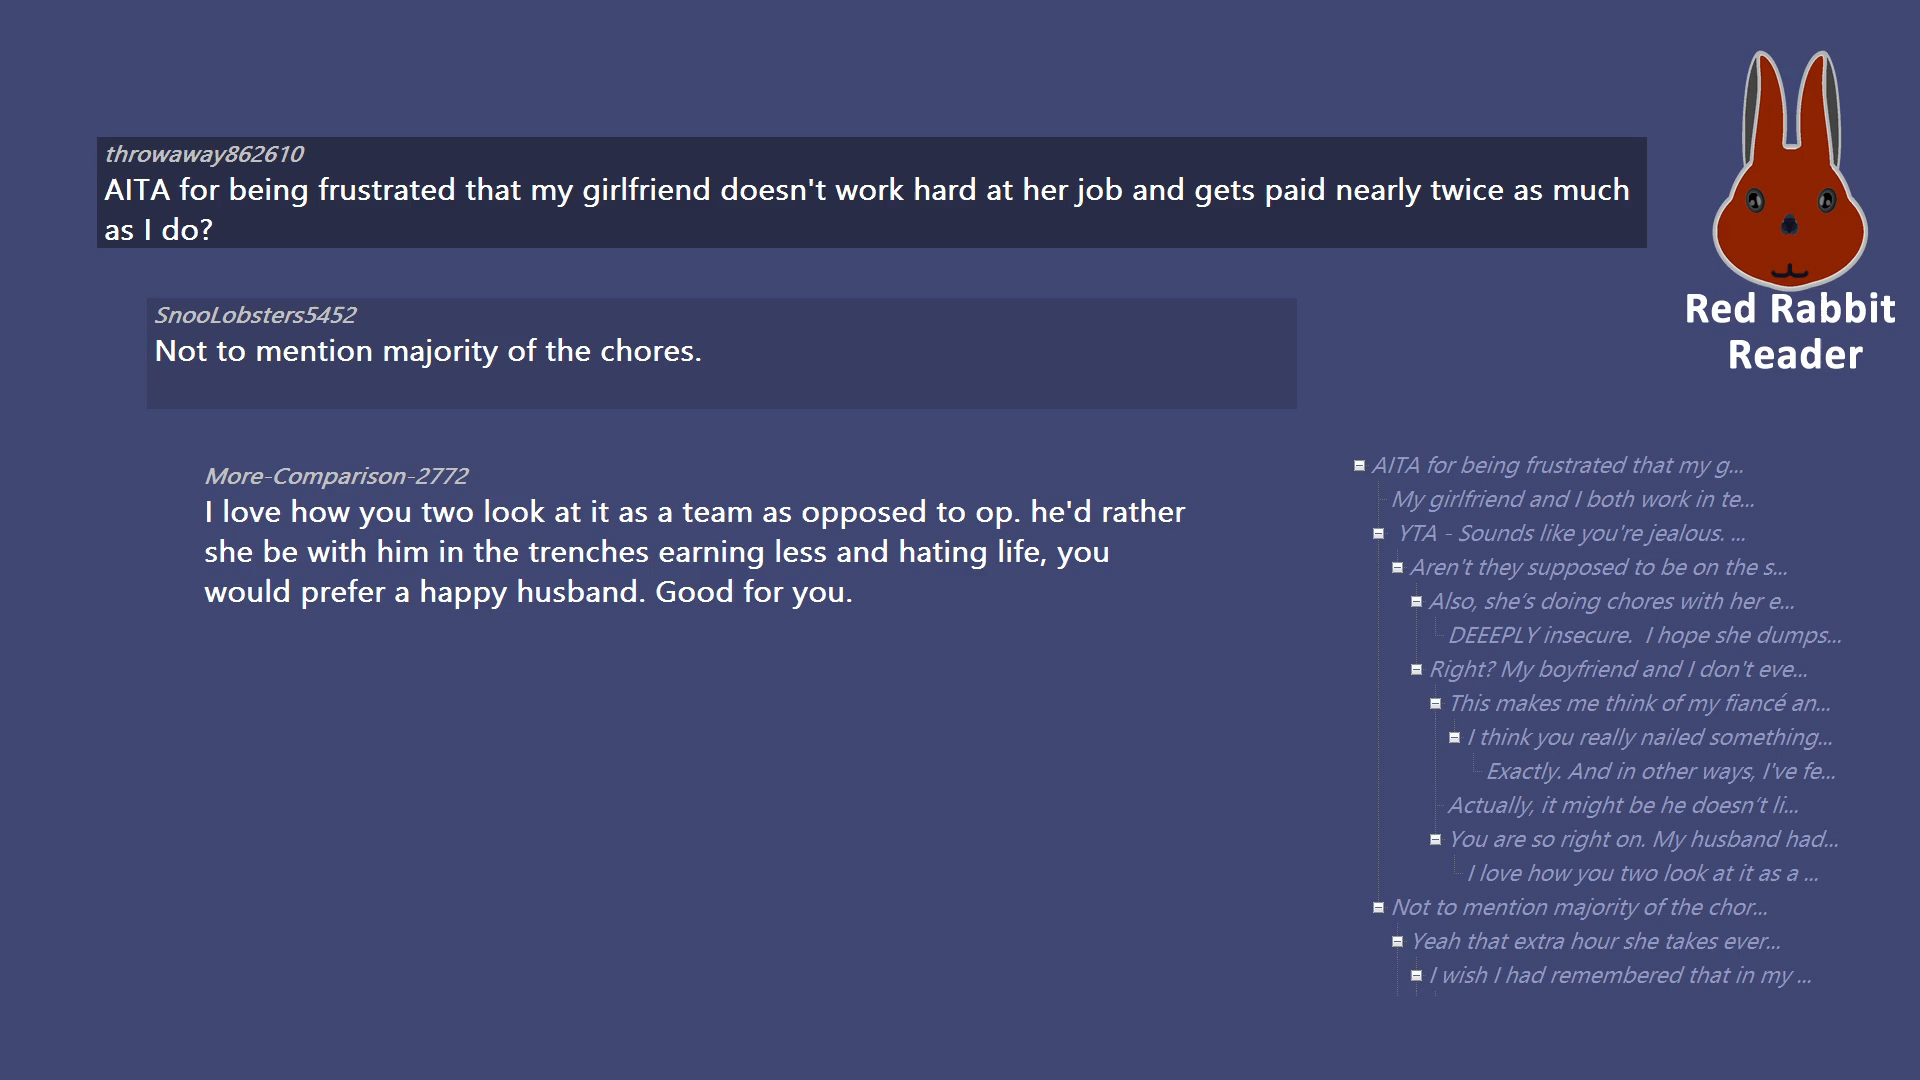 throwaway862610
AITA for being frustrated that my girlfriend doesn't work hard at her job and gets paid nearly twice as much
as I do?
SnooLobsters5452
Not to mention majority of the chores.
More-Comparison-2772
I love how you two look at it as a team as opposed to op. he'd rather
she be with him in the trenches earning less and hating life, you
would prefer a happy husband. Good for you.
Red Rabbit
Reader
AITA for being frustrated that my g...
My girlfriend and I both work in te...
YTA - Sounds like you're jealous. ...
Aren't they supposed to be on the s...
Also, she’s doing chores with her e...
DEEEPLY insecure.  I hope she dumps...
Right? My boyfriend and I don't eve...
This makes me think of my fiancé an...
I think you really nailed something...
Exactly. And in other ways, I've fe...
Actually, it might be he doesn’t li...
You are so right on. My husband had...
I love how you two look at it as a ...
Not to mention majority of the chor...
Yeah that extra hour she takes ever...
I wish I had remembered that in my ...